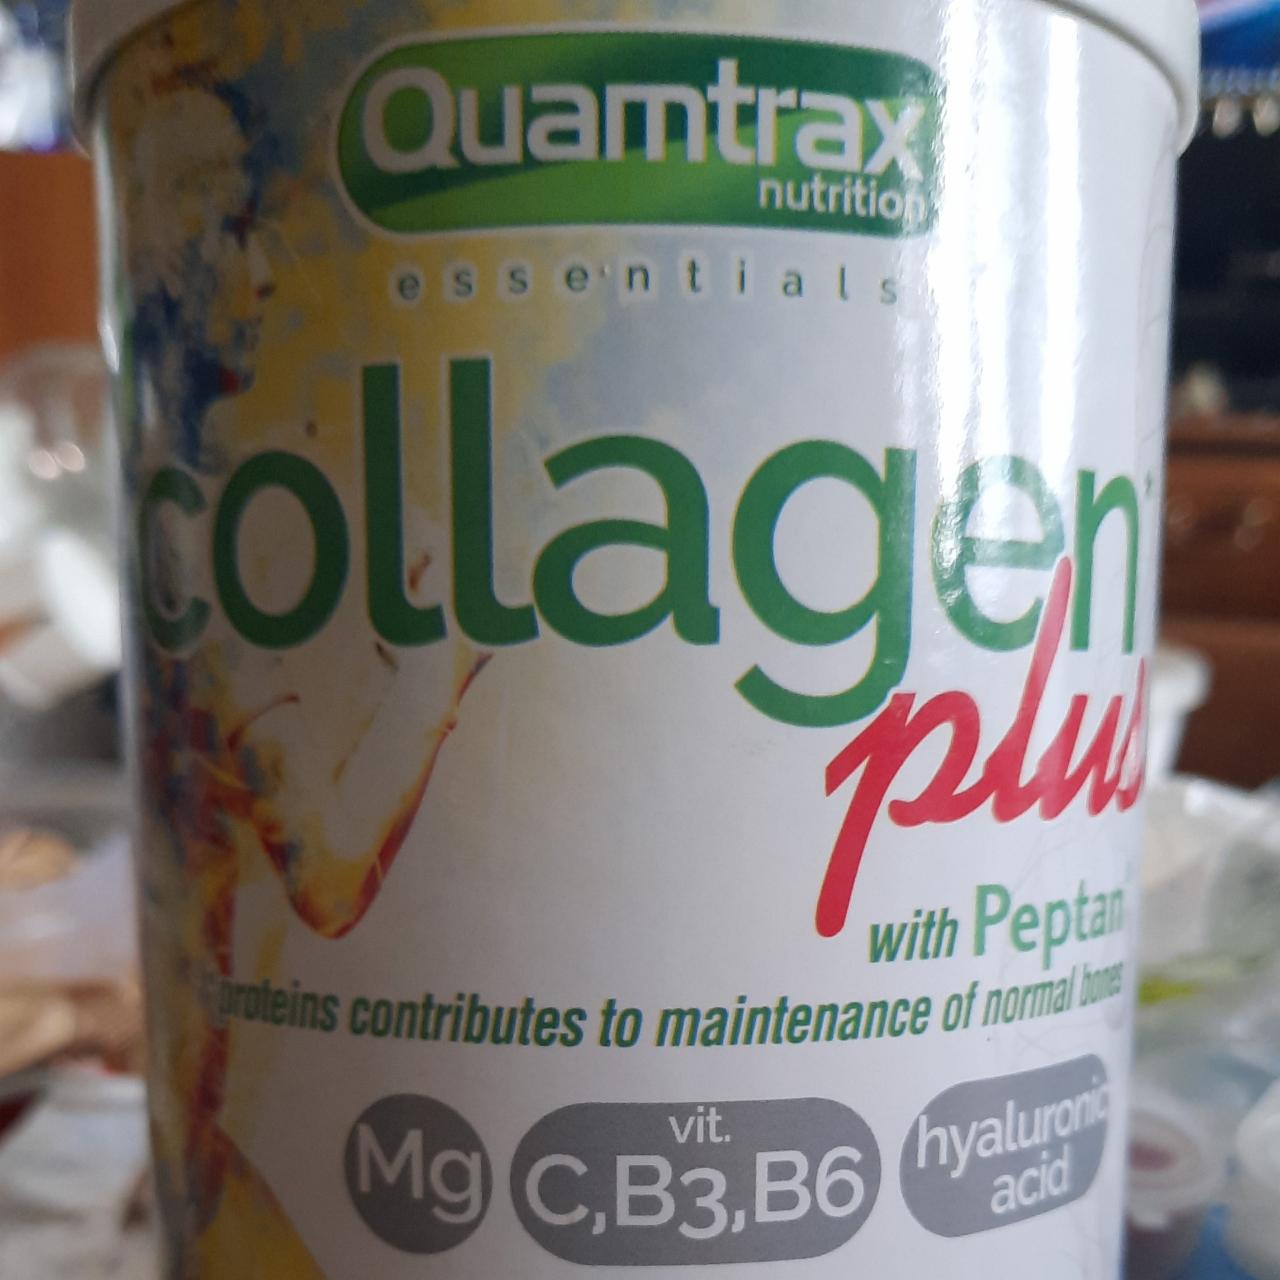 Quamtrax
nutrition
essentials
collagen
plus
with Peptan
proteins contributes to maintenance of normal bones
Mg
vit.
C,B3,B6
hyaluronic
acid